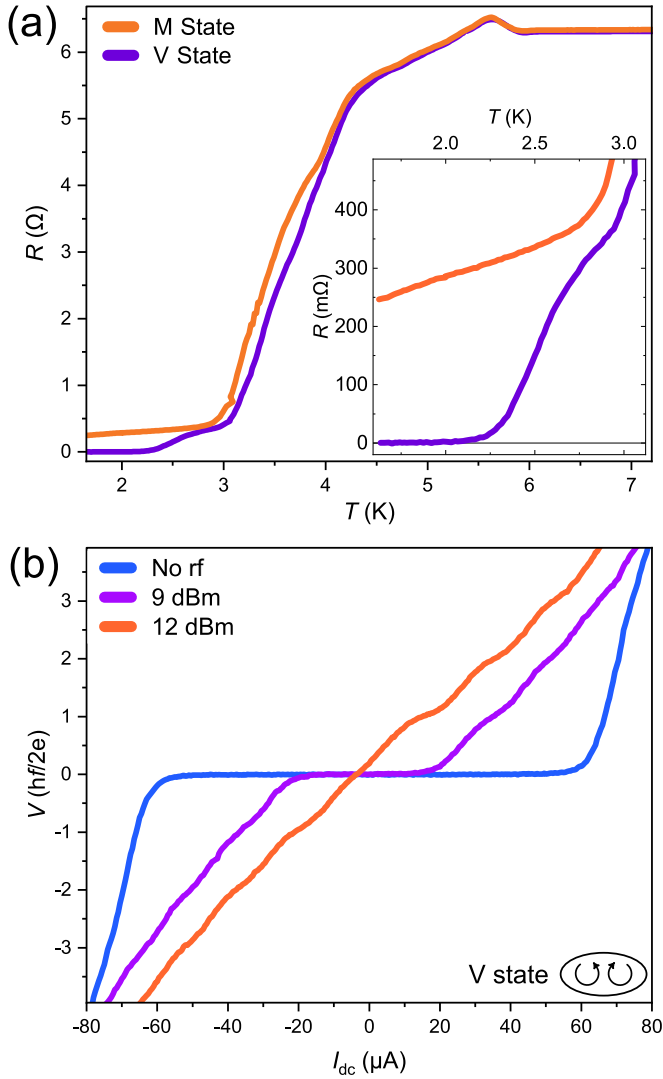 (a)
M State
V State
R (Ω)
6
5
4
3
2
1
0
2 3 4 5 6 7
T (K)
T (K)
2.0 2.5 3.0
R (mΩ)
400
300
200
100
0
(b)
No rf
9 dBm
12 dBm
V (hf/2e)
3
2
1
0
-1
-2
-3
V state
-80 -60 -40 -20 0 20 40 60 80
I_dc (µA)